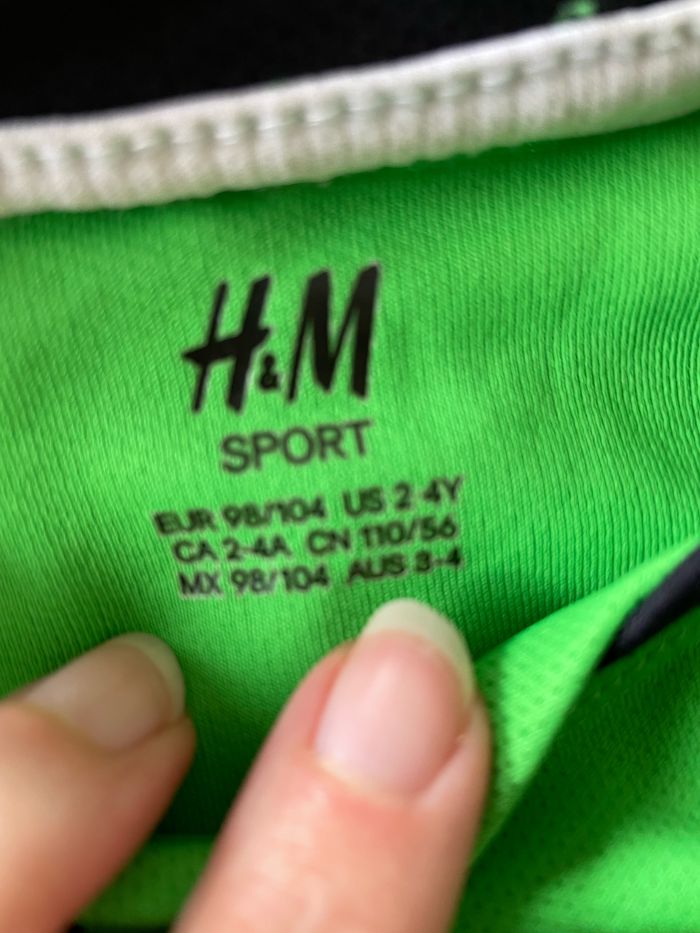 H&M
SPORT
EUR 98/104 US 2-4Y
CA 2-4A CN 110/56
MX 98/104 AUS 3-4